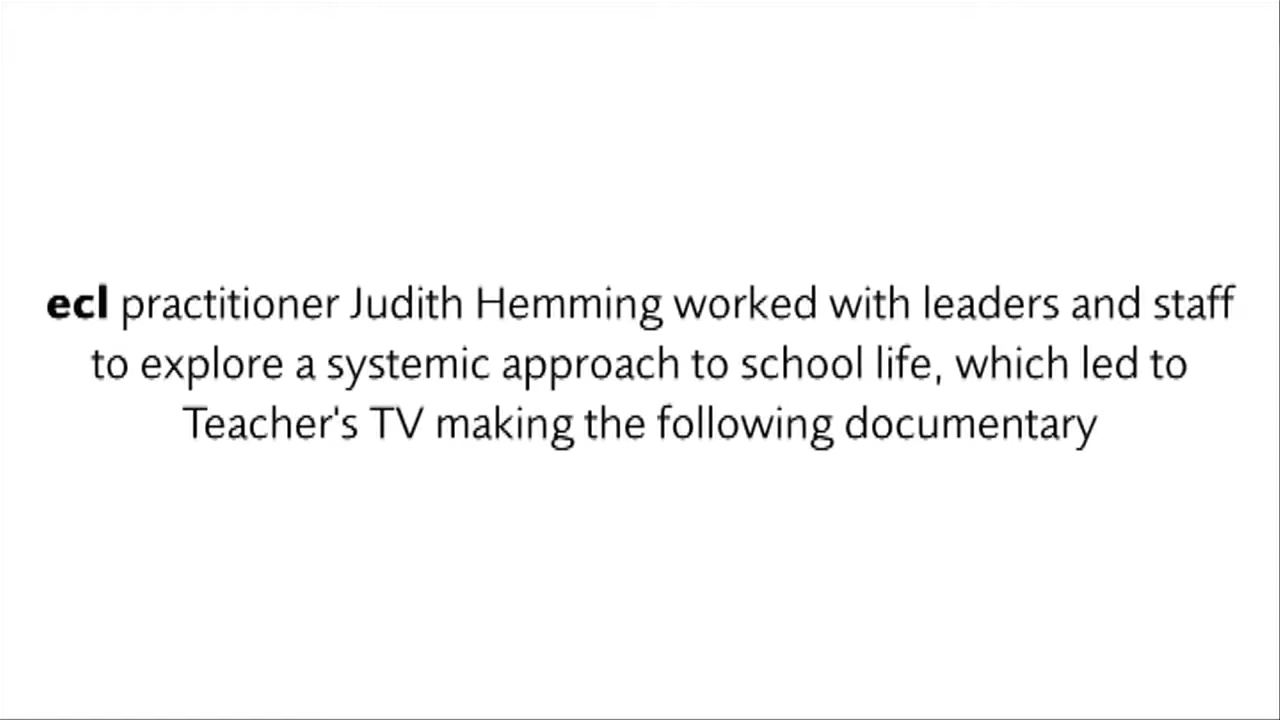 ecl practitioner Judith Hemming worked with leaders and staff
to explore a systemic approach to school life, which led to
Teacher's TV making the following documentary